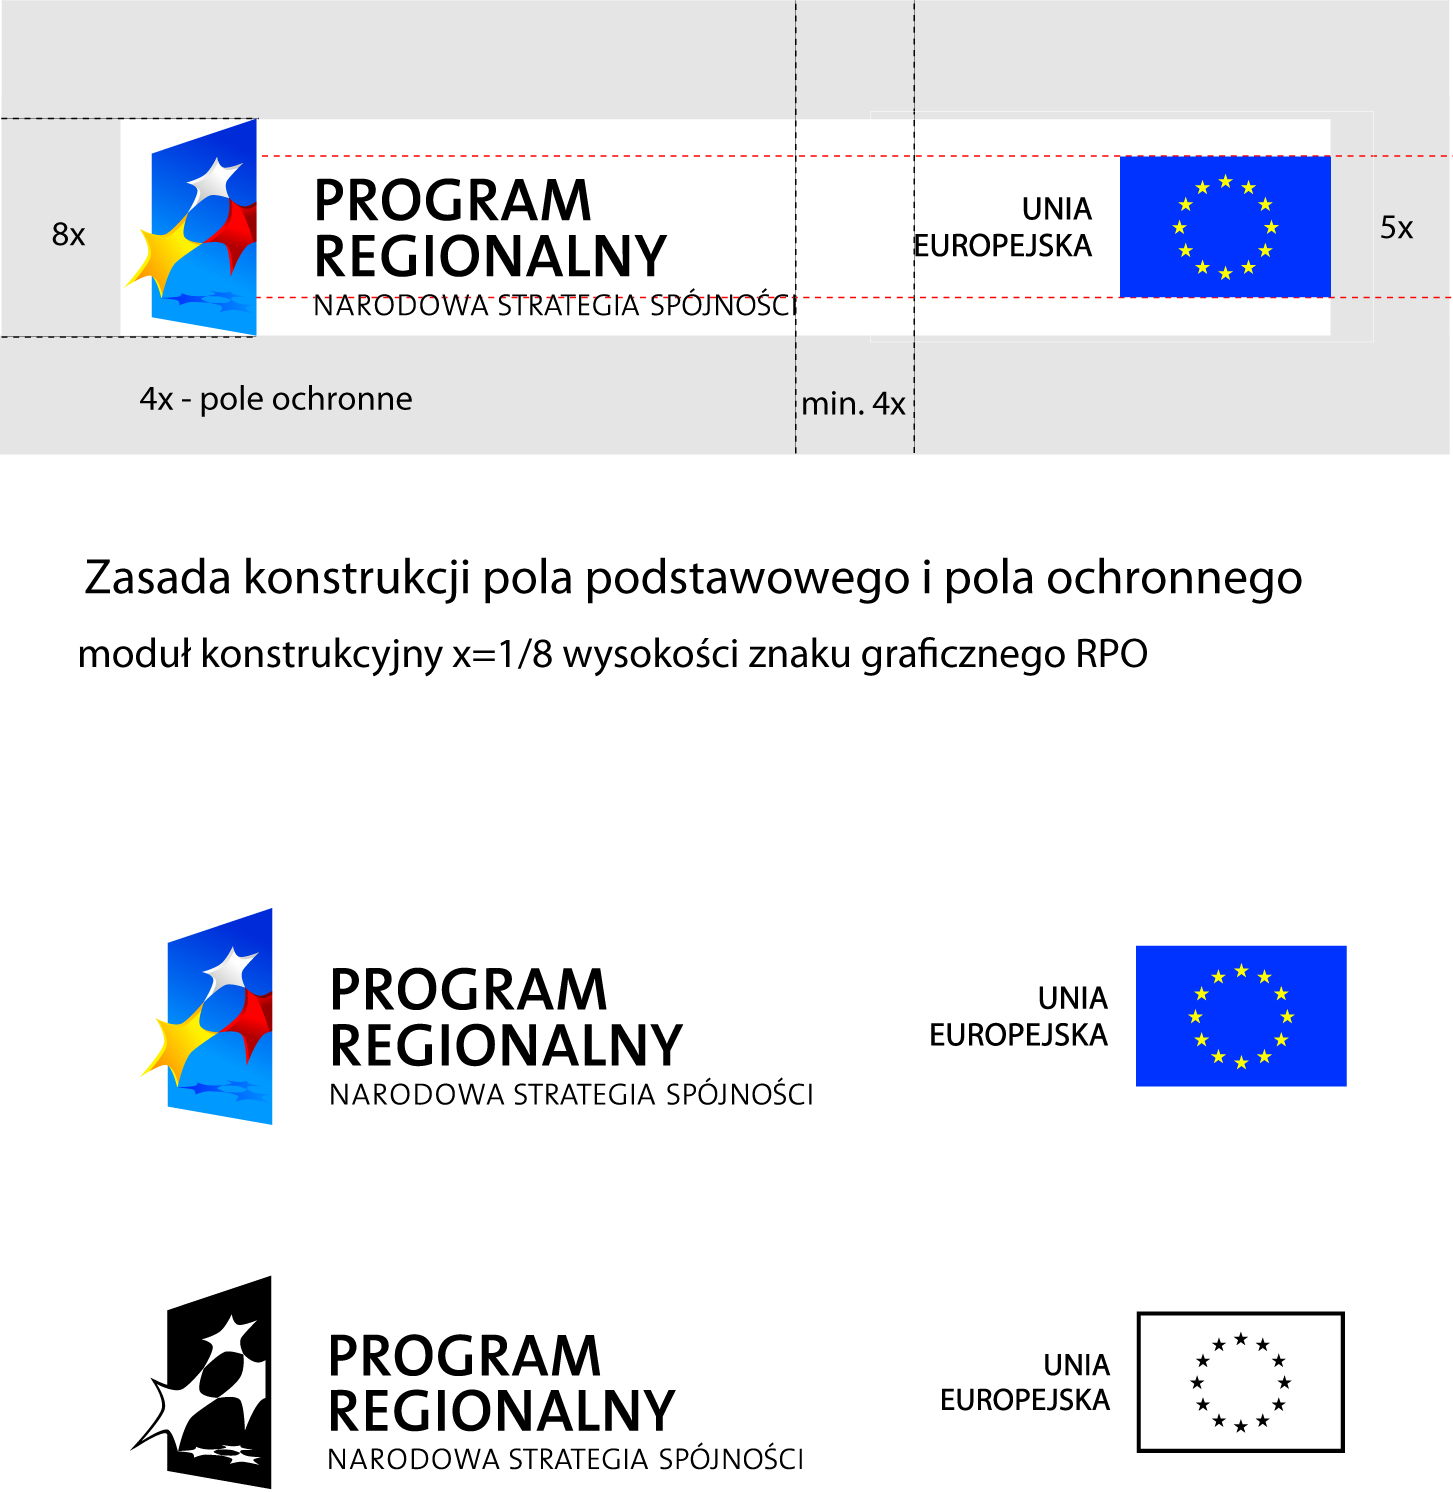 8x
PROGRAM
REGIONALNY
NARODOWA STRATEGIA SPÓJNOŚCI
UNIA
EUROPEJSKA
5x
4x - pole ochronne
min. 4x
Zasada konstrukcji pola podstawowego i pola ochronnego
moduł konstrukcyjny x=1/8 wysokości znaku graficznego RPO
PROGRAM
REGIONALNY
NARODOWA STRATEGIA SPÓJNOŚCI
UNIA
EUROPEJSKA
PROGRAM
REGIONALNY
NARODOWA STRATEGIA SPÓJNOŚCI
UNIA
EUROPEJSKA